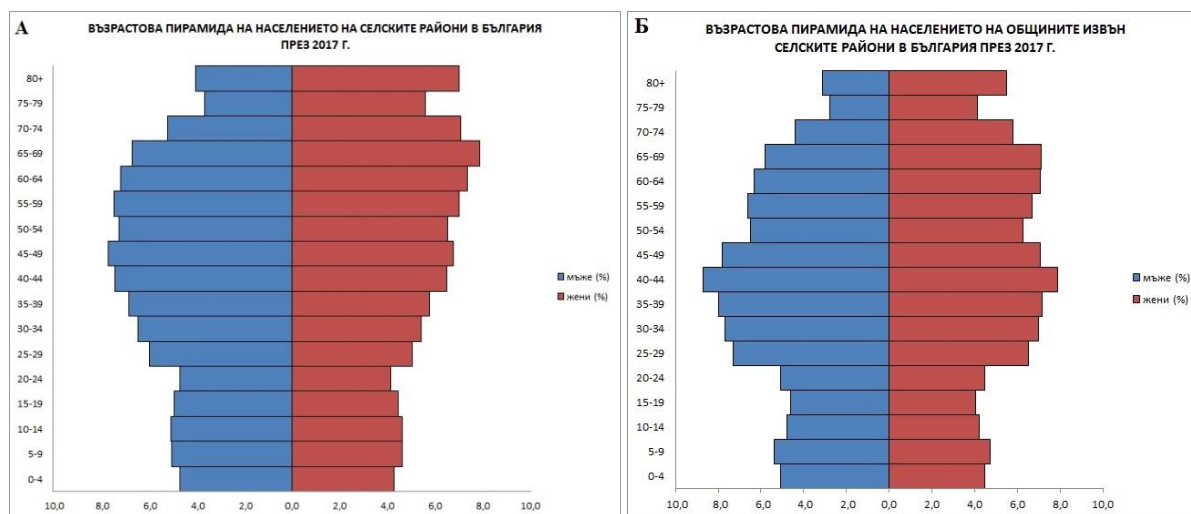 А
ВЪЗРАСТОВА ПИРАМИДА НА НАСЕЛЕНИЕТО НА СЕЛСКИТЕ РАЙОНИ В БЪЛГАРИЯ
ПРЕЗ 2017 Г.
80+
75-79
70-74
65-69
60-64
55-59
50-54
45-49
40-44
35-39
30-34
25-29
20-24
15-19
10-14
5-9
0-4
10,0 8,0 6,0 4,0 2,0 0,0 2,0 4,0 6,0 8,0 10,0
мъже (%)
жени (%)
Б
ВЪЗРАСТОВА ПИРАМИДА НА НАСЕЛЕНИЕТО НА ОБЩИНИТЕ ИЗВЪН
СЕЛСКИТЕ РАЙОНИ В БЪЛГАРИЯ ПРЕЗ 2017 Г.
80+
75-79
70-74
65-69
60-64
55-59
50-54
45-49
40-44
35-39
30-34
25-29
20-24
15-19
10-14
5-9
0-4
10,0 8,0 6,0 4,0 2,0 0,0 2,0 4,0 6,0 8,0 10,0
мъже (%)
жени (%)